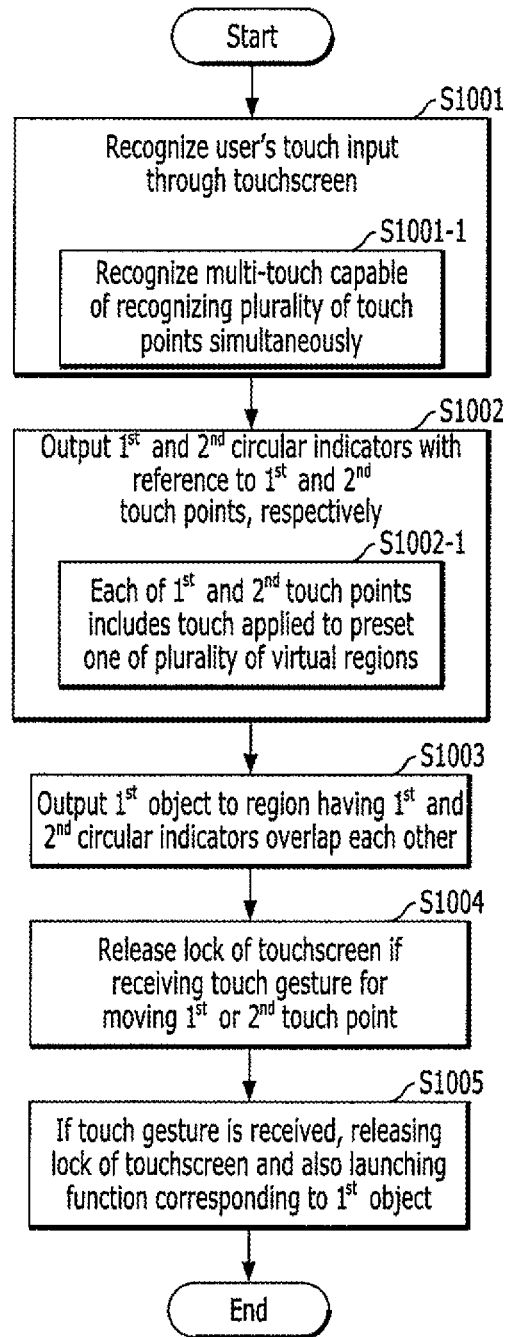 Start
S1001
Recognize user's touch input
through touchscreen
S1001-1
Recognize multi-touch capable
of recognizing plurality of touch
points simultaneously
S1002
Output 1st and 2nd circular indicators with
reference to 1st and 2nd
touch points, respectively
S1002-1
Each of 1st and 2nd touch points
includes touch applied to preset
one of plurality of virtual regions
S1003
Output 1st object to region having 1st and
2nd circular indicators overlap each other
S1004
Release lock of touchscreen if
receiving touch gesture for
moving 1st or 2nd touch point
S1005
If touch gesture is received, releasing
lock of touchscreen and also launching
function corresponding to 1st object
End